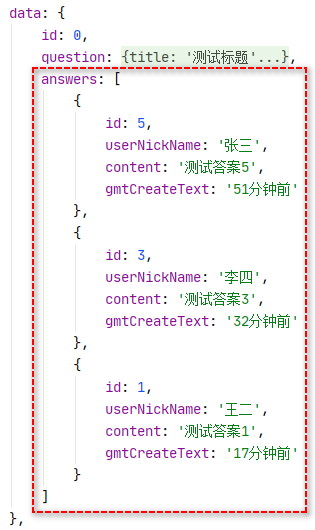 data: {
id: 0,
question: {title: '测试标题'...},
answers: [
{
id: 5,
userNickName: '张三',
content: '测试答案5',
gmtCreateText: '51分钟前'
},
{
id: 3,
userNickName: '李四',
content: '测试答案3',
gmtCreateText: '32分钟前'
},
{
id: 1,
userNickName: '王二',
content: '测试答案1',
gmtCreateText: '17分钟前'
}
]
},